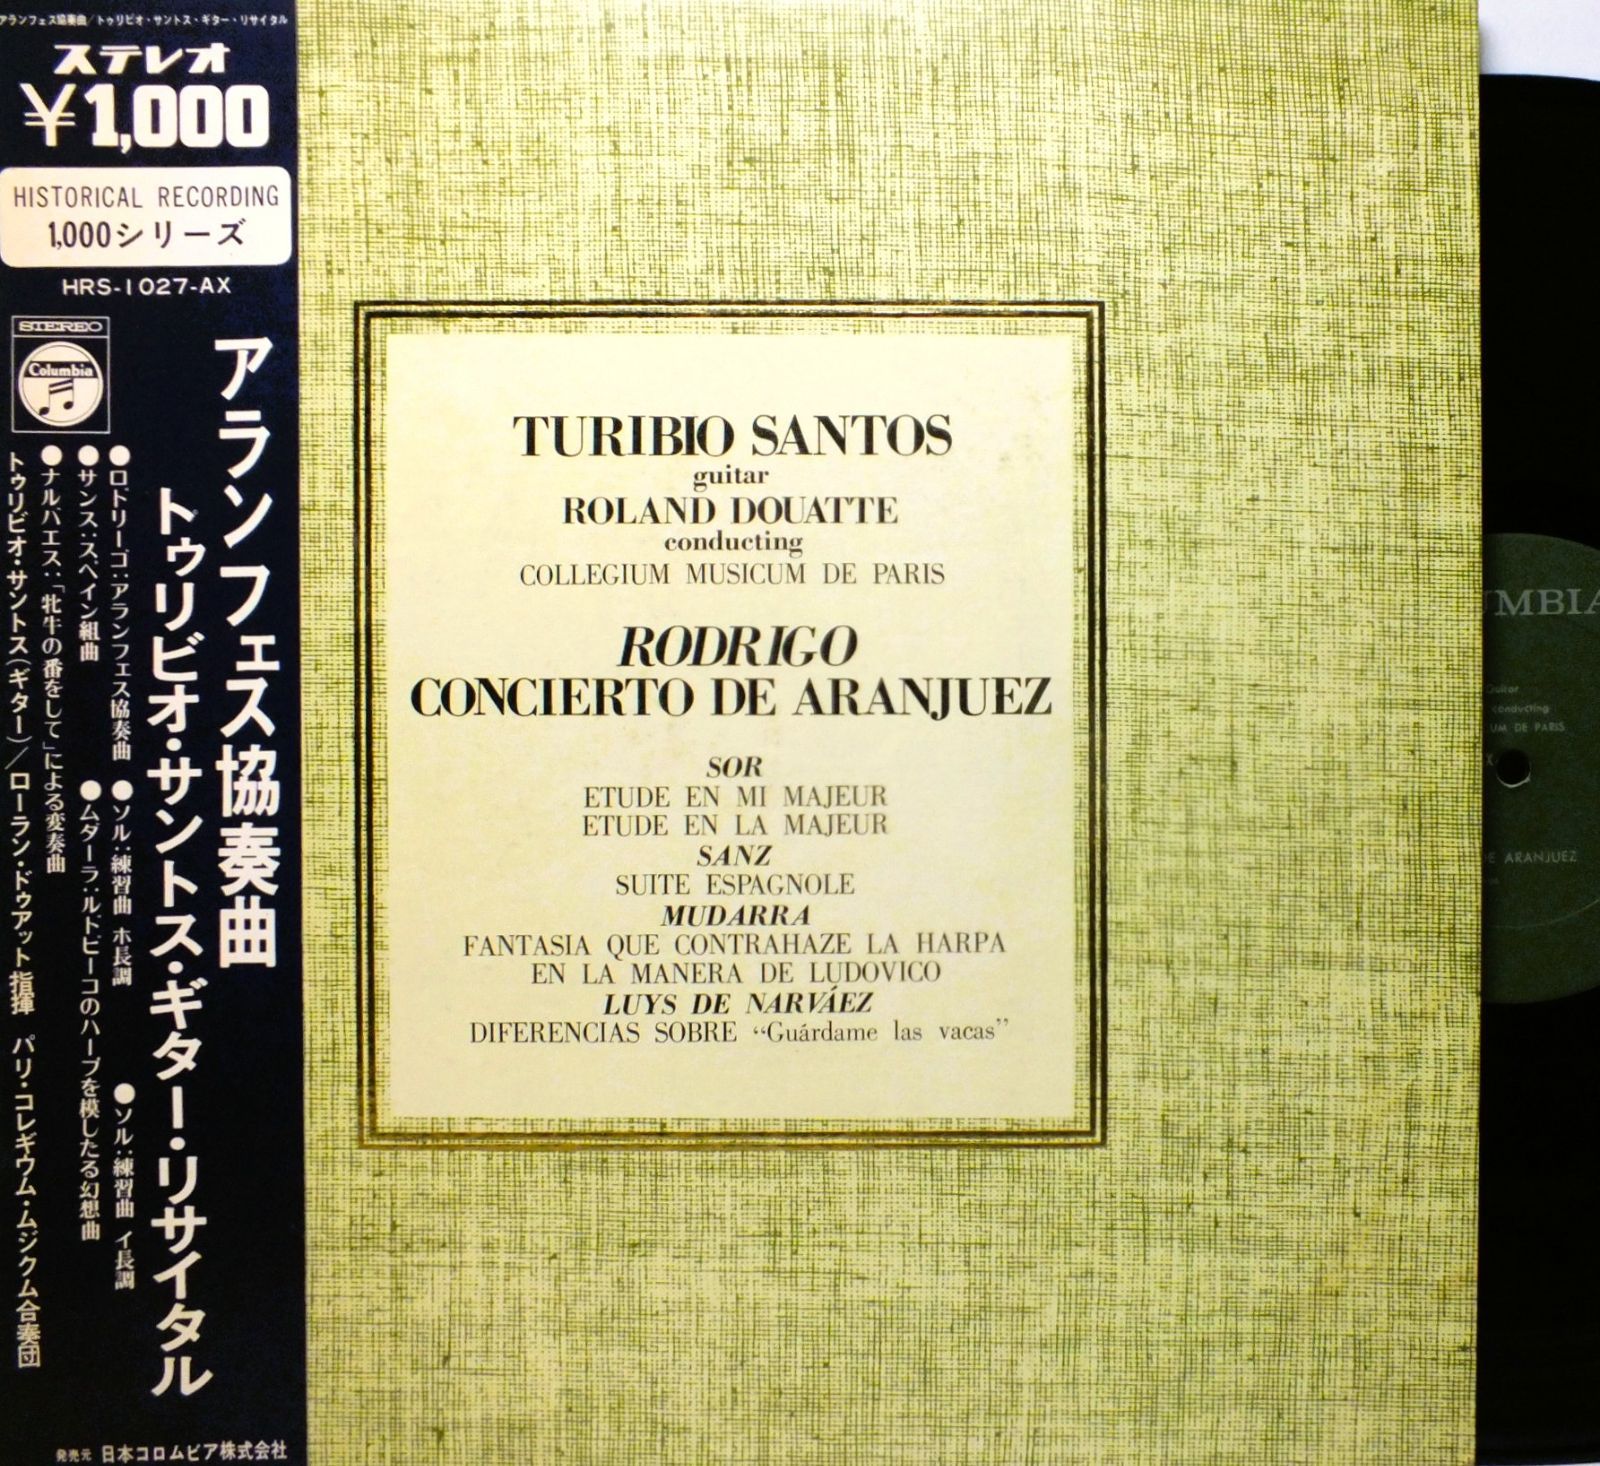 アランフェス協奏曲/トゥリビオ・サントス・ギター・リサイタル
ステレオ
¥1,000
HISTORICAL RECORDING
1,000シリーズ
HRS-1027-AX
STEREO
Columbia
アランフェス協奏曲
トゥリビオ・サントス・ギター・リサイタル
●ロドリーゴ:アランフェス協奏曲 ●ソル:練習曲 ホ長調 ●ソル:練習曲 イ長調
●サンス:スペイン組曲 ●ムダーラ:ルドビーコのハープを模したる幻想曲
●ナルバエス:「牝牛の番をして」による変奏曲
トゥリビオ・サントス(ギター)/ローラン・ドゥアット指揮 パリ・コレギウム・ムジクム合奏団
発売元 日本コロムビア株式会社
TURIBIO SANTOS
guitar
ROLAND DOUATTE
conducting
COLLEGIUM MUSICUM DE PARIS
RODRIGO
CONCIERTO DE ARANJUEZ
SOR
ETUDE EN MI MAJEUR
ETUDE EN LA MAJEUR
SANZ
SUITE ESPAGNOLE
MUDARRA
FANTASIA QUE CONTRAHAZE LA HARPA
EN LA MANERA DE LUDOVICO
LUYS DE NARVÁEZ
DIFERENCIAS SOBRE “Guárdame las vacas”
UMBIA
Guitar
conducting
UM DE PARIS
DE ARANJUEZ